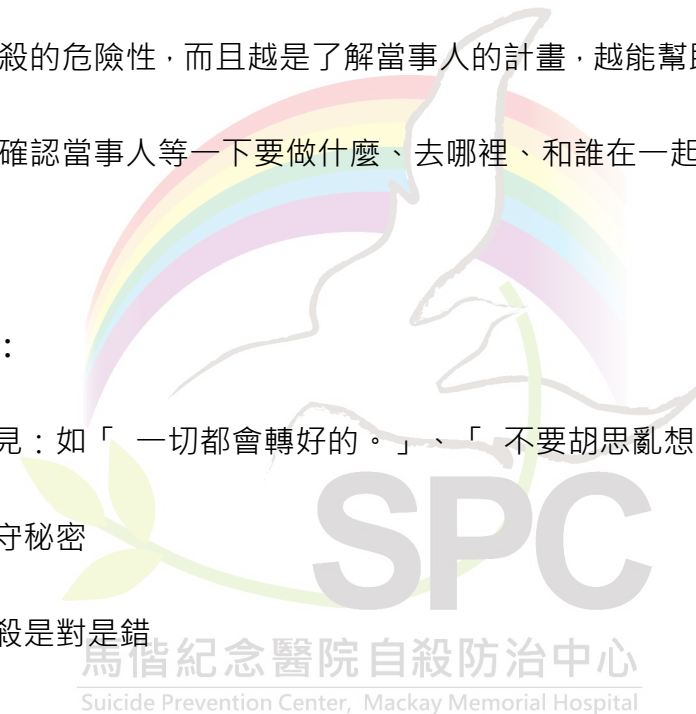 殺的危險性，而且越是了解當事人的計畫，越能幫
確認當事人等一下要做什麼、去哪裡、和誰在一起
：
見：如「 一切都會轉好的。」、「 不要胡思亂想
守秘密
SPC
殺是對是錯
馬偕紀念醫院自殺防治中心
Suicide Prevention Center, Mackay Memorial Hospital